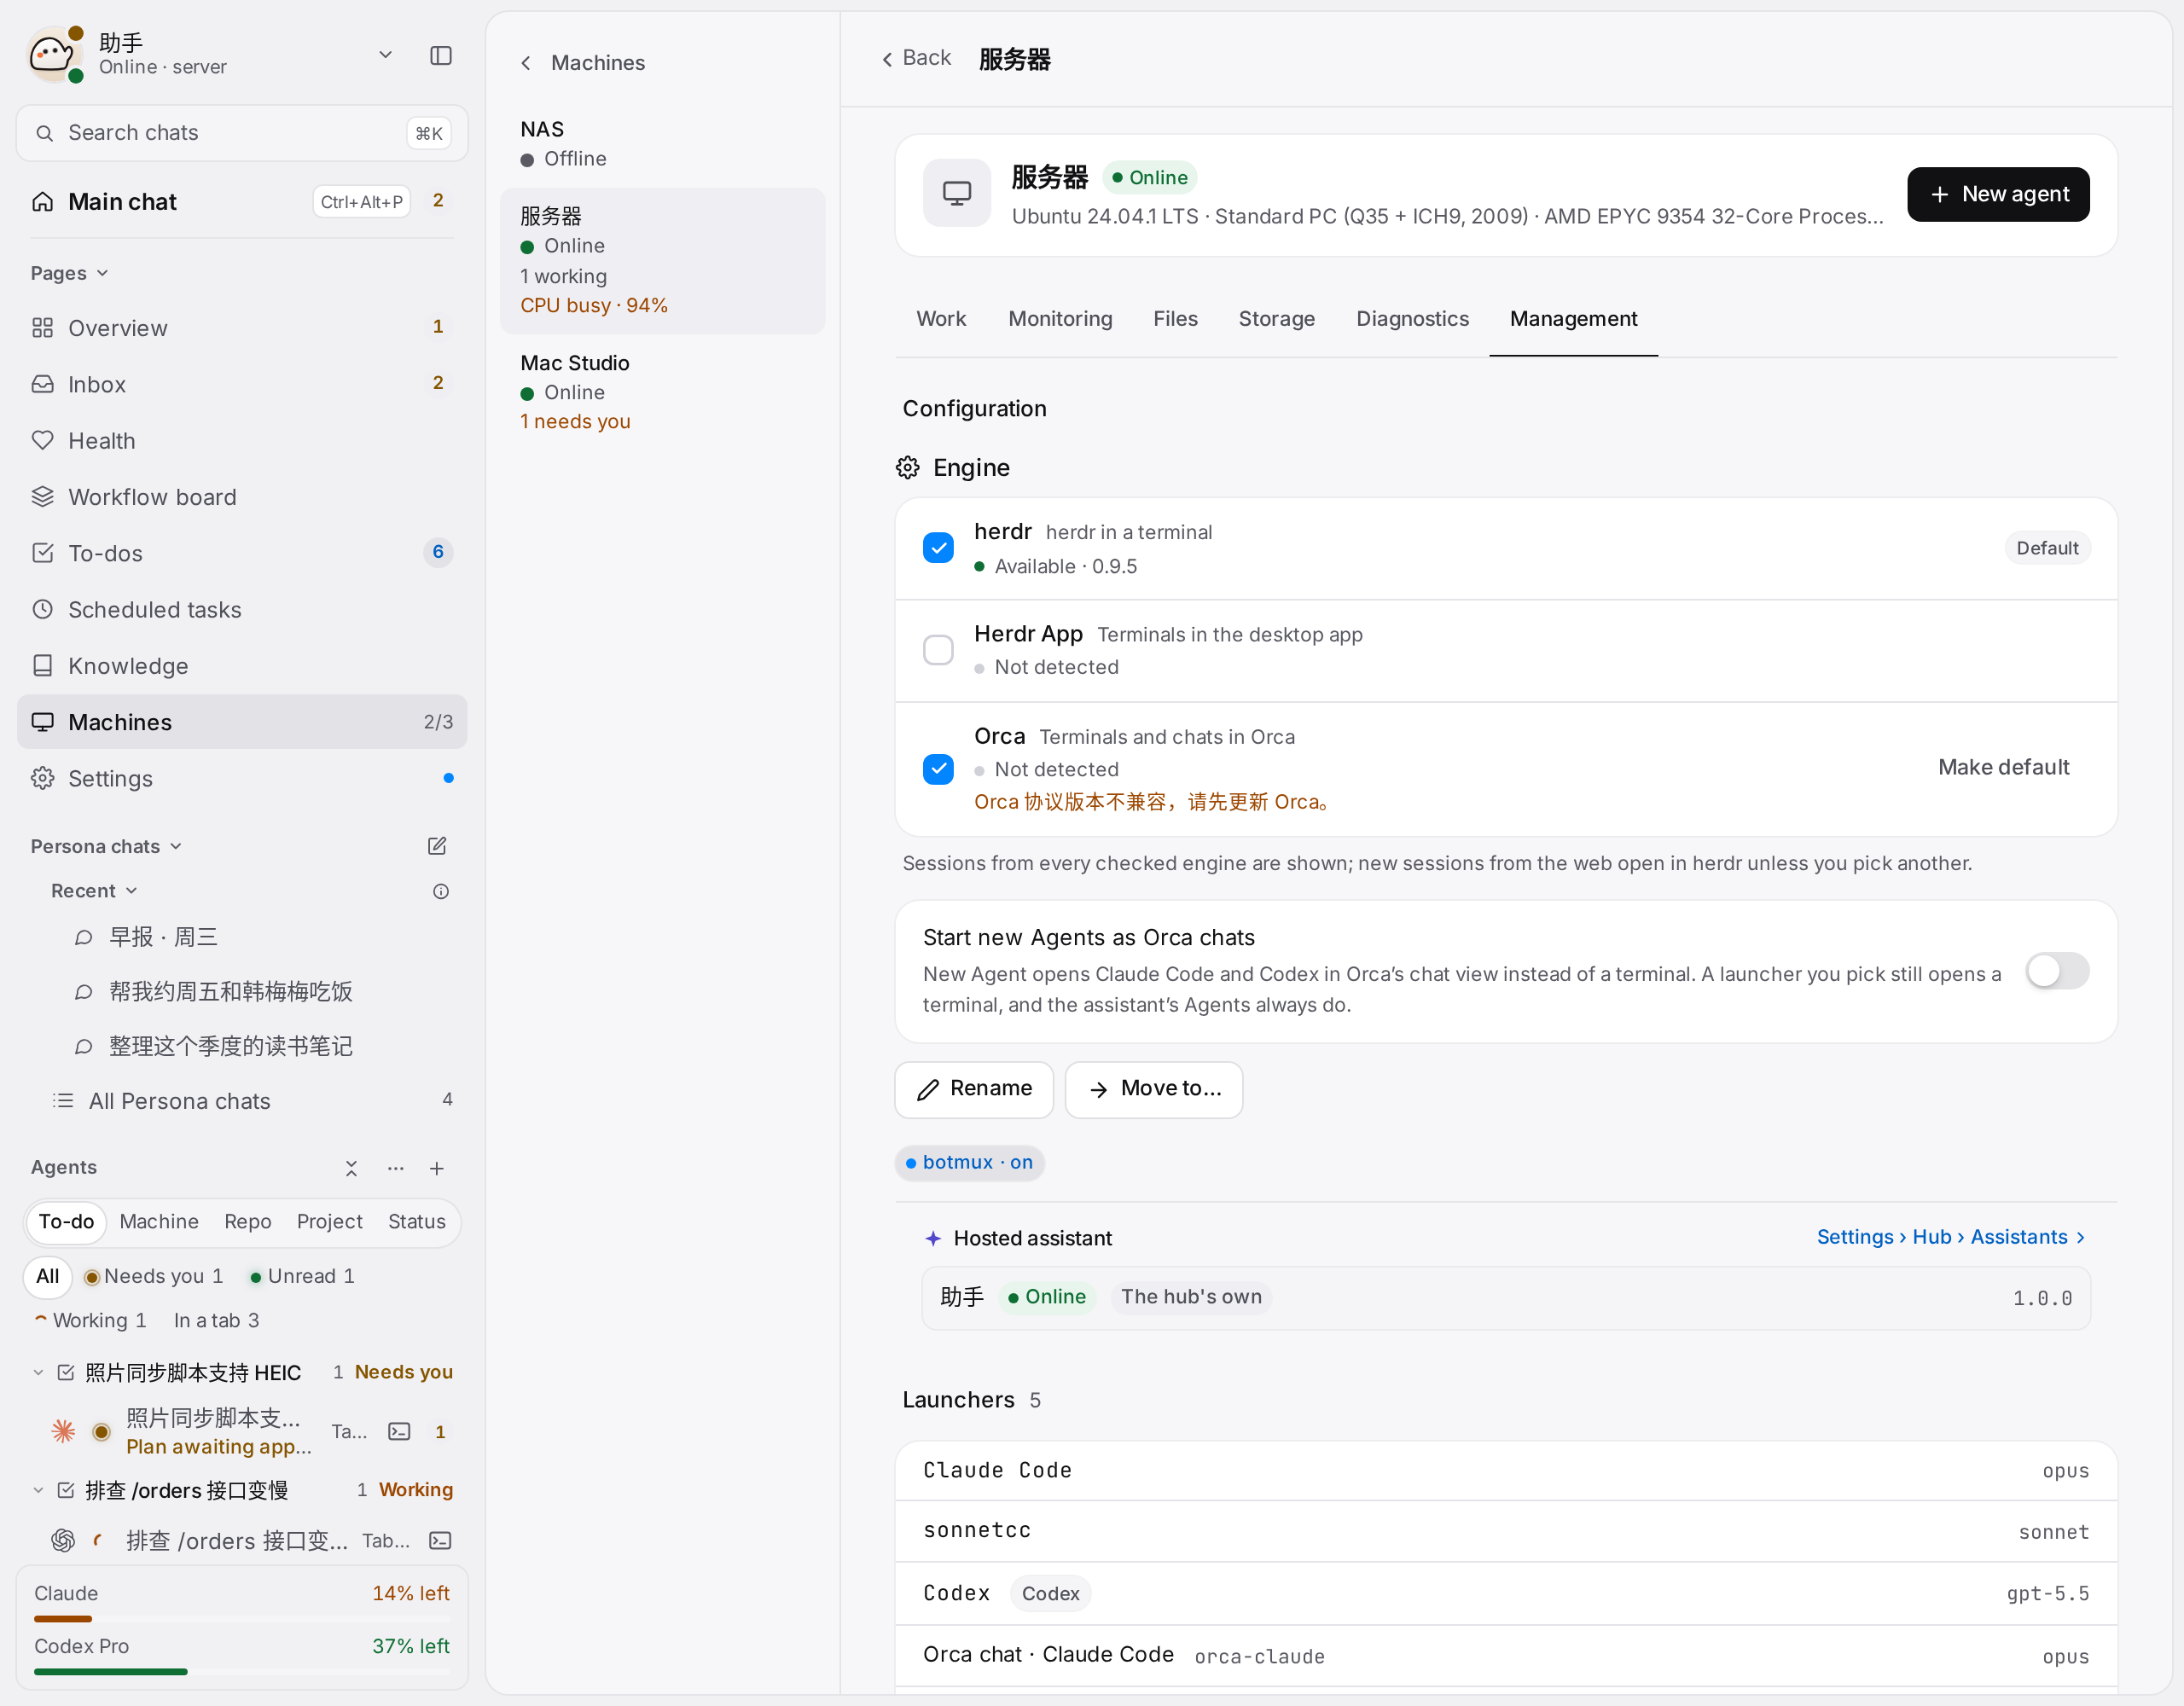 助手
Online · server
Search chats
⌘K
Main chat
Ctrl+Alt+P
2
Pages
Overview
1
Inbox
2
Health
Workflow board
To-dos
6
Scheduled tasks
Knowledge
Machines
2/3
Settings
Persona chats
Recent
早报 · 周三
帮我约周五和韩梅梅吃饭
整理这个季度的读书笔记
All Persona chats
4
Agents
To-do
Machine
Repo
Project
Status
All
Needs you 1
Unread 1
Working 1
In a tab 3
照片同步脚本支持 HEIC
1 Needs you
照片同步脚本支...
Ta...
1
Plan awaiting app...
排查 /orders 接口变慢
1 Working
排查 /orders 接口变...
Tab...
Claude
14% left
Codex Pro
37% left
Machines
NAS
Offline
服务器
Online
1 working
CPU busy · 94%
Mac Studio
Online
1 needs you
Back
服务器
服务器
Online
Ubuntu 24.04.1 LTS · Standard PC (Q35 + ICH9, 2009) · AMD EPYC 9354 32-Core Proces...
New agent
Work
Monitoring
Files
Storage
Diagnostics
Management
Configuration
Engine
herdr herdr in a terminal
Available · 0.9.5
Default
Herdr App Terminals in the desktop app
Not detected
Orca Terminals and chats in Orca
Not detected
Orca 协议版本不兼容，请先更新 Orca。
Make default
Sessions from every checked engine are shown; new sessions from the web open in herdr unless you pick another.
Start new Agents as Orca chats
New Agent opens Claude Code and Codex in Orca’s chat view instead of a terminal. A launcher you pick still opens a
terminal, and the assistant’s Agents always do.
Rename
Move to...
botmux · on
Hosted assistant
Settings › Hub › Assistants ›
助手
Online
The hub's own
1.0.0
Launchers 5
Claude Code
opus
sonnetcc
sonnet
Codex
Codex
gpt-5.5
Orca chat · Claude Code orca-claude
opus